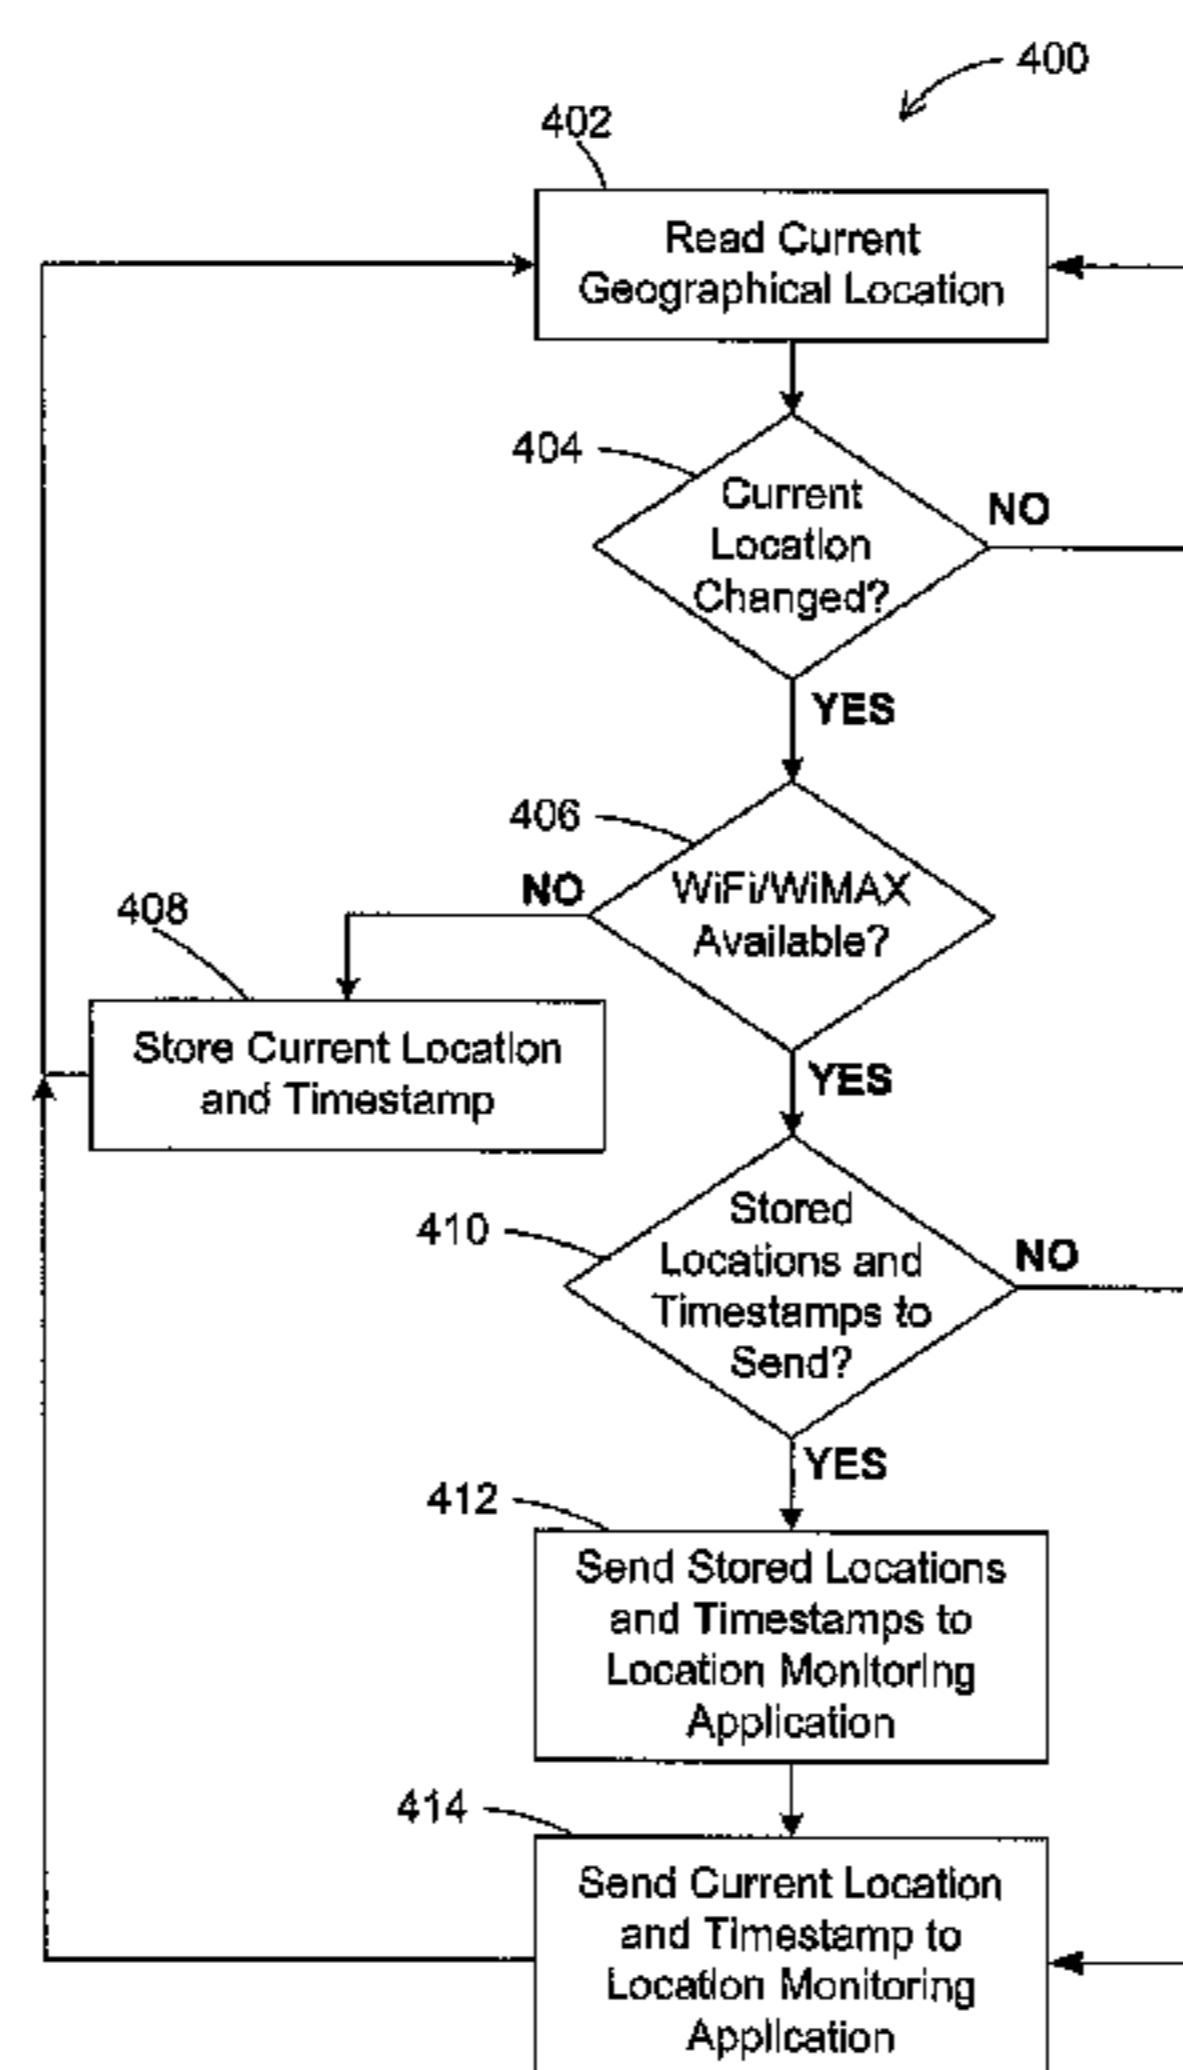 400
402
Read Current
Geographical Location
404
Current
Location
Changed?
NO
YES
406
WiFi/WiMAX
Available?
NO
408
Store Current Location
and Timestamp
YES
410
Stored
Locations and
Timestamps to
Send?
NO
YES
412
Send Stored Locations
and Timestamps to
Location Monitoring
Application
414
Send Current Location
and Timestamp to
Location Monitoring
Application